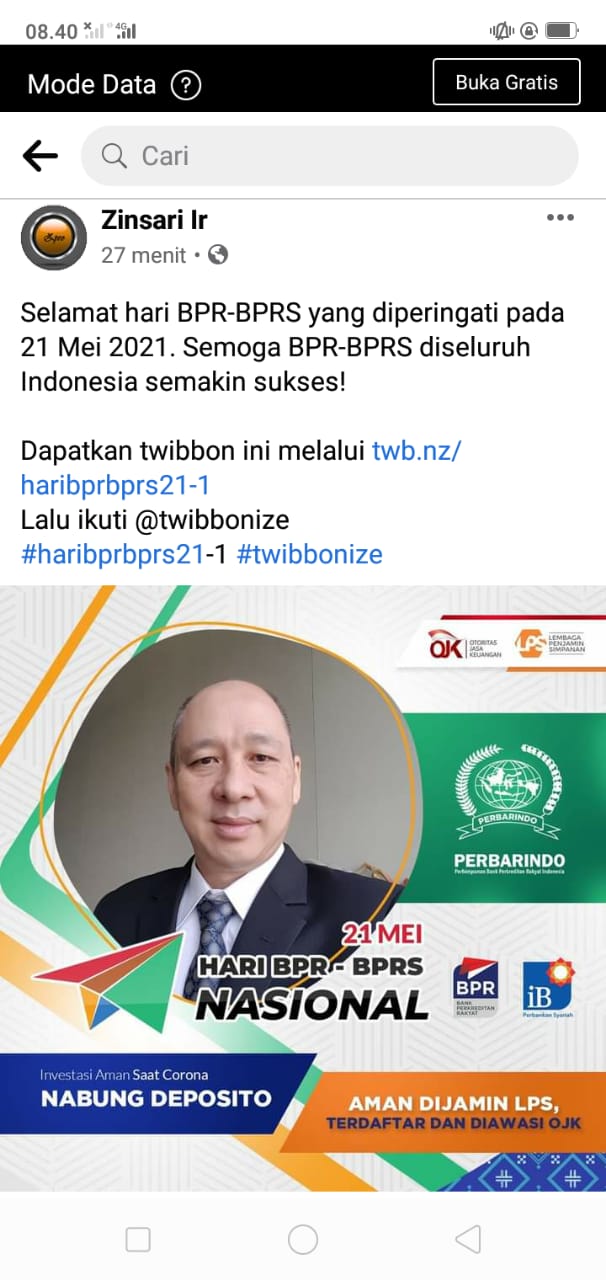 08.40
4G
Mode Data ?
Buka Gratis
Cari
Zinsari Ir
27 menit •
Selamat hari BPR-BPRS yang diperingati pada
21 Mei 2021. Semoga BPR-BPRS diseluruh
Indonesia semakin sukses!
Dapatkan twibbon ini melalui twb.nz/
haribprbprs21-1
Lalu ikuti @twibbonize
#haribprbprs21-1 #twibbonize
OJK OTORITAS
JASA
KEUANGAN
LPS LEMBAGA
PENJAMIN
SIMPANAN
PERBARINDO
PERBARINDO
Perhimpunan Bank Perkreditan Rakyat Indonesia
21 MEI
HARI BPR - BPRS
NASIONAL
BPR
BANK
PERKREDITAN
RAKYAT
iB
Perbankan Syariah
Investasi Aman Saat Corona
NABUNG DEPOSITO
AMAN DIJAMIN LPS,
TERDAFTAR DAN DIAWASI OJK